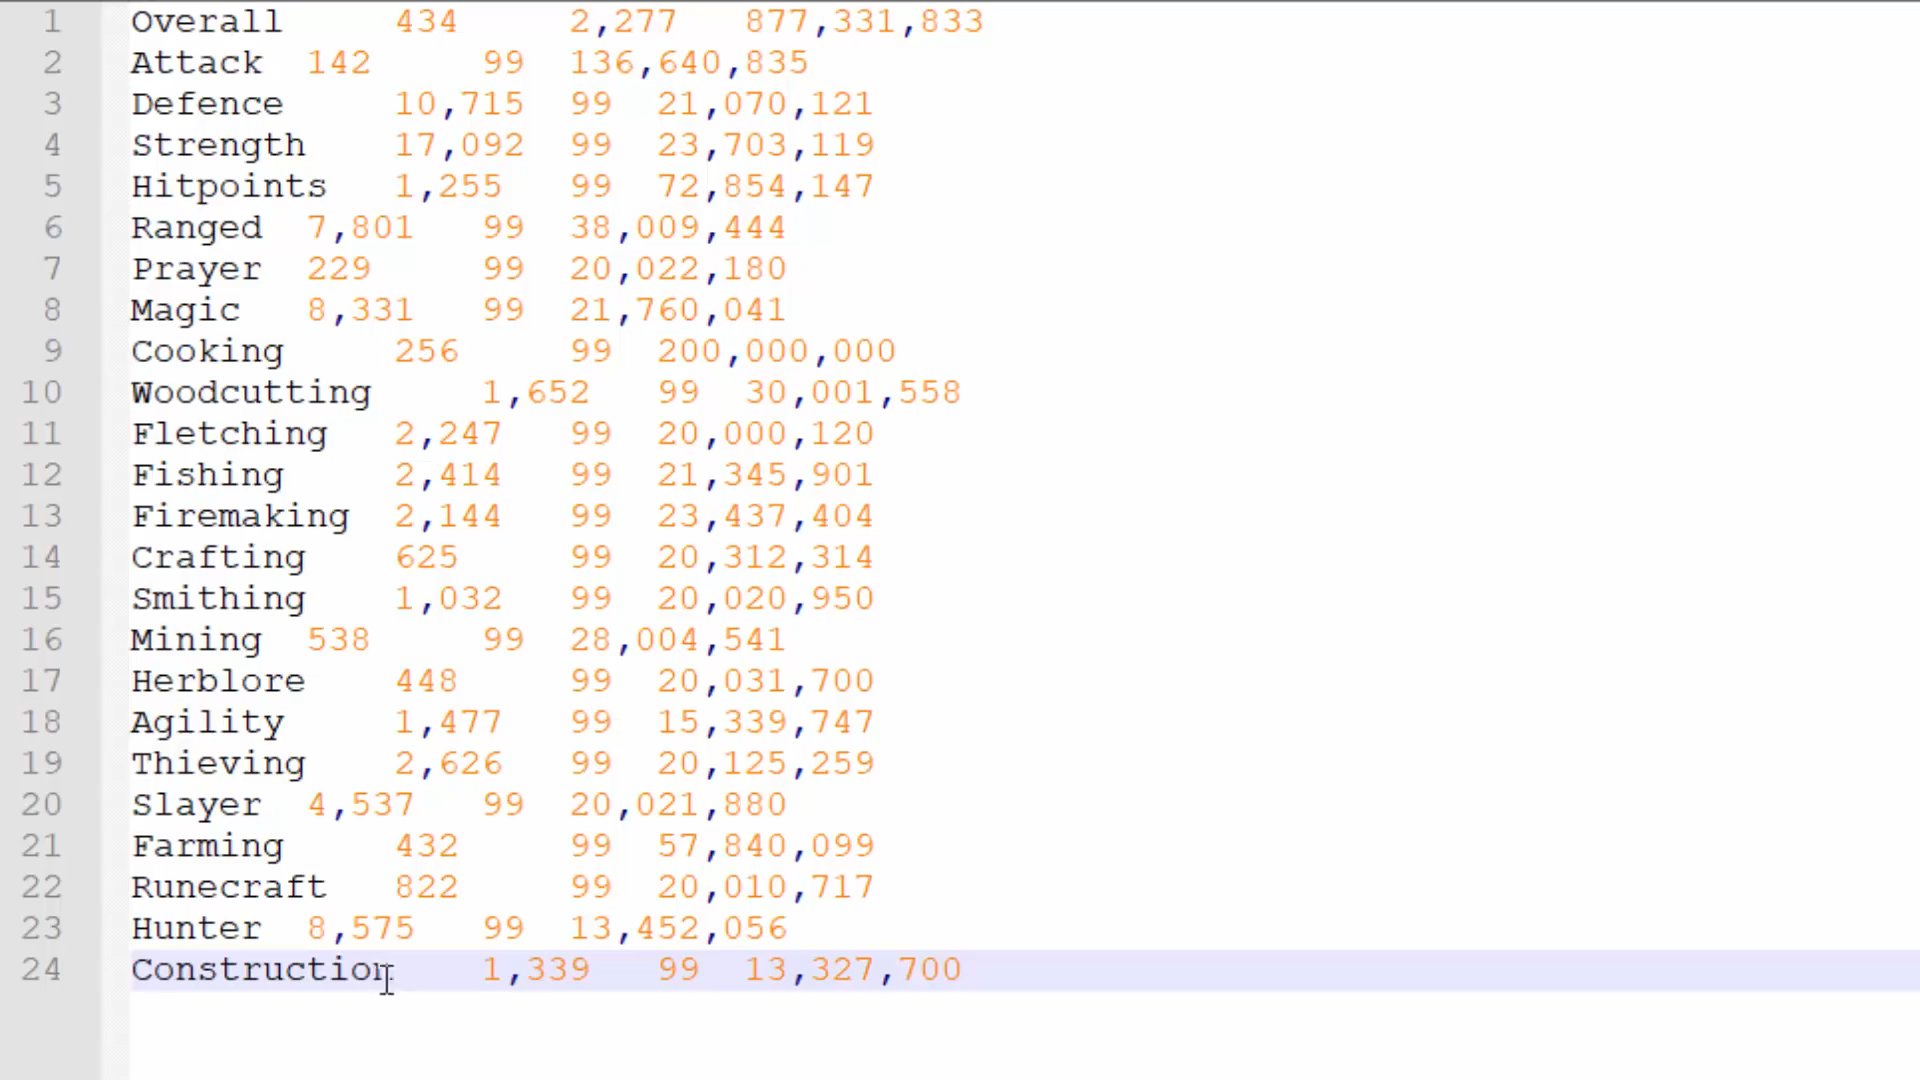 1 Overall 434 2,277 877,331,833
2 Attack 142 99 136,640,835
3 Defence 10,715 99 21,070,121
4 Strength 17,092 99 23,703,119
5 Hitpoints 1,255 99 72,854,147
6 Ranged 7,801 99 38,009,444
7 Prayer 229 99 20,022,180
8 Magic 8,331 99 21,760,041
9 Cooking 256 99 200,000,000
10 Woodcutting 1,652 99 30,001,558
11 Fletching 2,247 99 20,000,120
12 Fishing 2,414 99 21,345,901
13 Firemaking 2,144 99 23,437,404
14 Crafting 625 99 20,312,314
15 Smithing 1,032 99 20,020,950
16 Mining 538 99 28,004,541
17 Herblore 448 99 20,031,700
18 Agility 1,477 99 15,339,747
19 Thieving 2,626 99 20,125,259
20 Slayer 4,537 99 20,021,880
21 Farming 432 99 57,840,099
22 Runecraft 822 99 20,010,717
23 Hunter 8,575 99 13,452,056
24 Construction 1,339 99 13,327,700